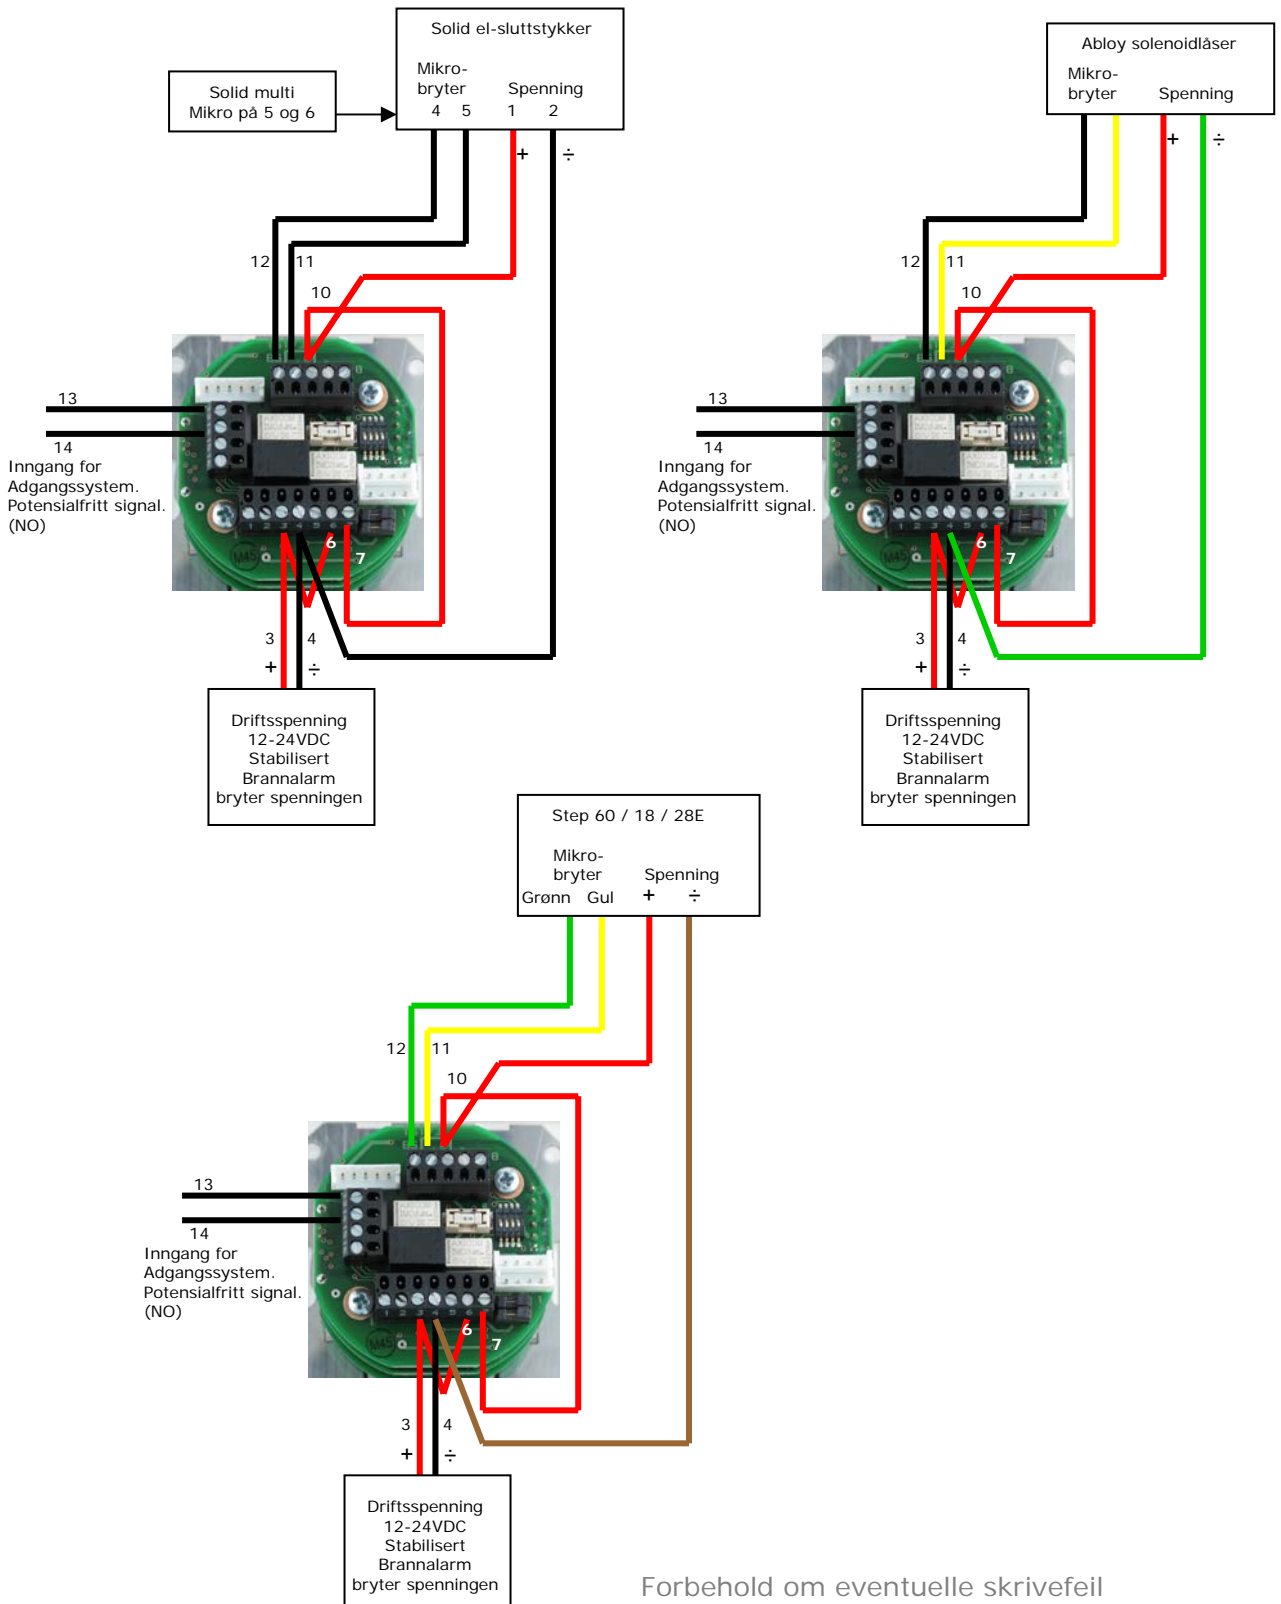 Solid el-sluttstykker
Mikro-
bryter Spenning
4 5 1 2
+ ÷
Solid multi
Mikro på 5 og 6
12 11
10
13
14
Inngang for
Adgangssystem.
Potensialfritt signal.
(NO)
6
7
3 4
+ ÷
Driftsspenning
12-24VDC
Stabilisert
Brannalarm
bryter spenningen
Abloy solenoidlåser
Mikro-
bryter Spenning
+ ÷
12 11
10
13
14
Inngang for
Adgangssystem.
Potensialfritt signal.
(NO)
6
7
3 4
+ ÷
Driftsspenning
12-24VDC
Stabilisert
Brannalarm
bryter spenningen
Step 60 / 18 / 28E
Mikro-
bryter Spenning
Grønn Gul + ÷
12 11
10
13
14
Inngang for
Adgangssystem.
Potensialfritt signal.
(NO)
6
7
3 4
+ ÷
Driftsspenning
12-24VDC
Stabilisert
Brannalarm
bryter spenningen
Forbehold om eventuelle skrivefeil